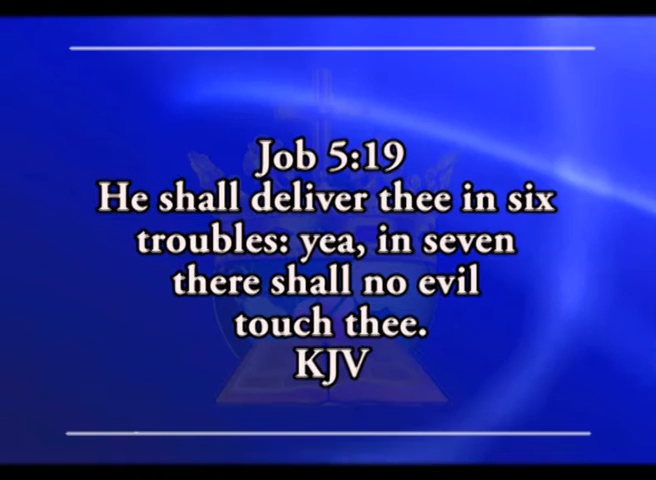 Job 5:19
He shall deliver thee in six
troubles: yea, in seven
there shall no evil
touch thee.
KJV